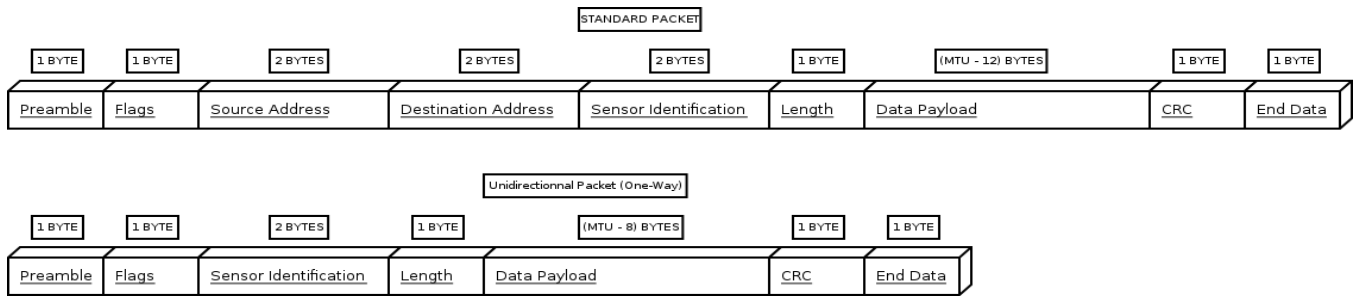 STANDARD PACKET
1 BYTE 1 BYTE 2 BYTES 2 BYTES 2 BYTES 1 BYTE (MTU - 12) BYTES 1 BYTE 1 BYTE
Preamble Flags Source Address Destination Address Sensor Identification Length Data Payload CRC End Data
Unidirectionnal Packet (One-Way)
1 BYTE 1 BYTE 2 BYTES 1 BYTE (MTU - 8) BYTES 1 BYTE 1 BYTE
Preamble Flags Sensor Identification Length Data Payload CRC End Data